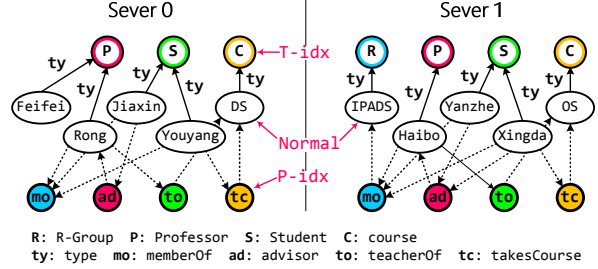 Sever 0 Sever 1
P S C T-idx R P S C
ty ty ty ty ty ty ty ty
Feifei Jiaxin DS IPADS Yanzhe OS
Rong Youyang Normal Haibo Xingda
P-idx
mo ad to tc mo ad to tc
R: R-Group P: Professor S: Student C: course
ty: type mo: memberOf ad: advisor to: teacherOf tc: takesCourse